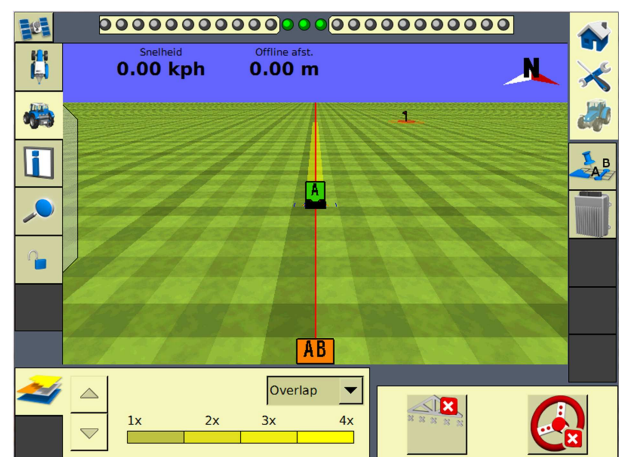 Snelheid
0.00 kph
Offline afst.
0.00 m
N
1
A
A B
AB
Overlap
1x 2x 3x 4x